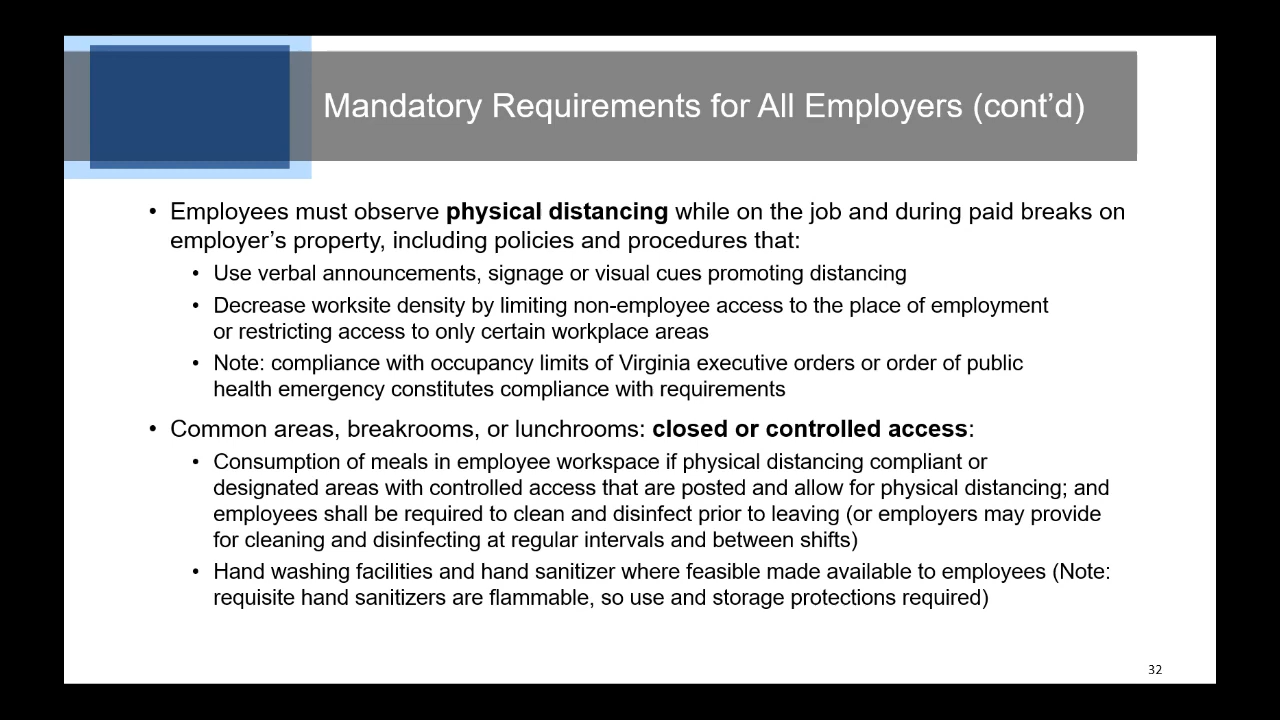 Mandatory Requirements for All Employers (cont’d)
• Employees must observe physical distancing while on the job and during paid breaks on
employer’s property, including policies and procedures that:
• Use verbal announcements, signage or visual cues promoting distancing
• Decrease worksite density by limiting non-employee access to the place of employment
or restricting access to only certain workplace areas
• Note: compliance with occupancy limits of Virginia executive orders or order of public
health emergency constitutes compliance with requirements
• Common areas, breakrooms, or lunchrooms: closed or controlled access:
• Consumption of meals in employee workspace if physical distancing compliant or
designated areas with controlled access that are posted and allow for physical distancing; and
employees shall be required to clean and disinfect prior to leaving (or employers may provide
for cleaning and disinfecting at regular intervals and between shifts)
• Hand washing facilities and hand sanitizer where feasible made available to employees (Note:
requisite hand sanitizers are flammable, so use and storage protections required)
32